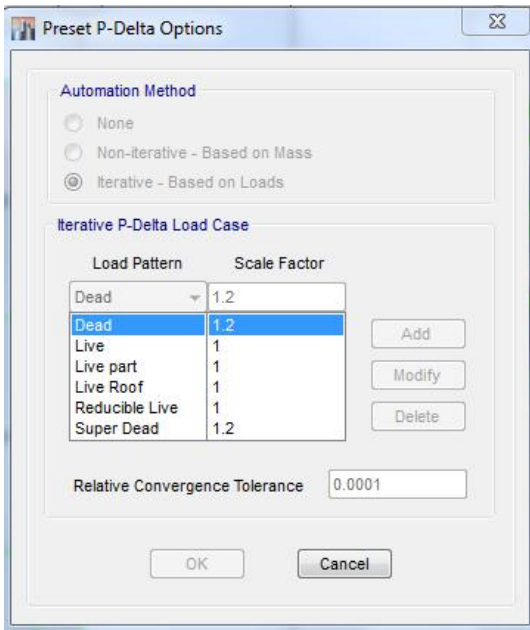 Preset P-Delta Options
Automation Method
None
Non-iterative - Based on Mass
Iterative - Based on Loads
Iterative P-Delta Load Case
Load Pattern Scale Factor
Dead 1.2
Dead 1.2
Live 1
Live part 1
Live Roof 1
Reducible Live 1
Super Dead 1.2
Add
Modify
Delete
Relative Convergence Tolerance 0.0001
OK Cancel